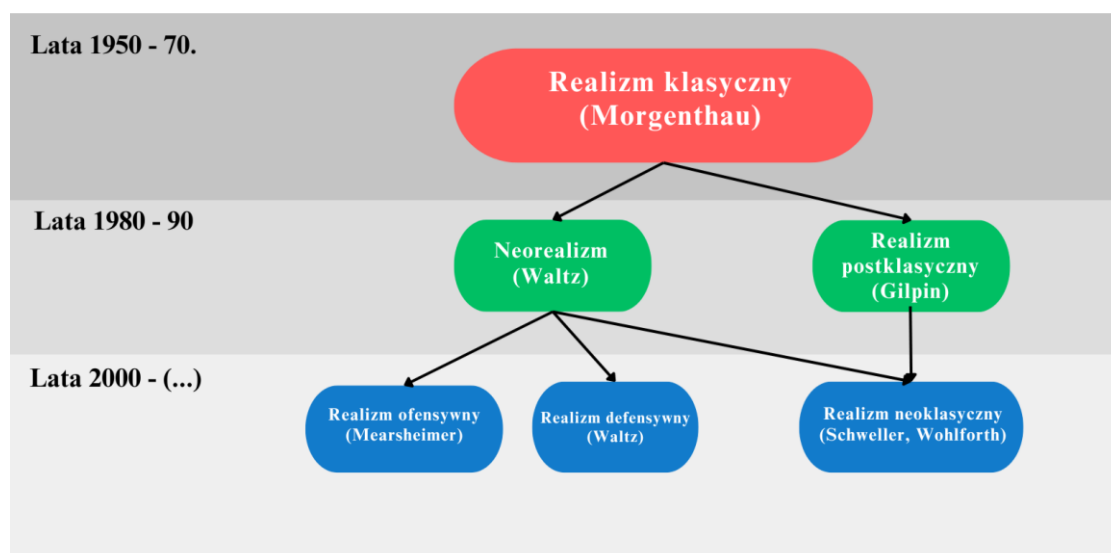 Lata 1950 - 70.
Realizm klasyczny
(Morgenthau)
Lata 1980 - 90
Neorealizm
(Waltz)
Realizm
postklasyczny
(Gilpin)
Lata 2000 - (...)
Realizm ofensywny
(Mearsheimer)
Realizm defensywny
(Waltz)
Realizm neoklasyczny
(Schweller, Wohlforth)